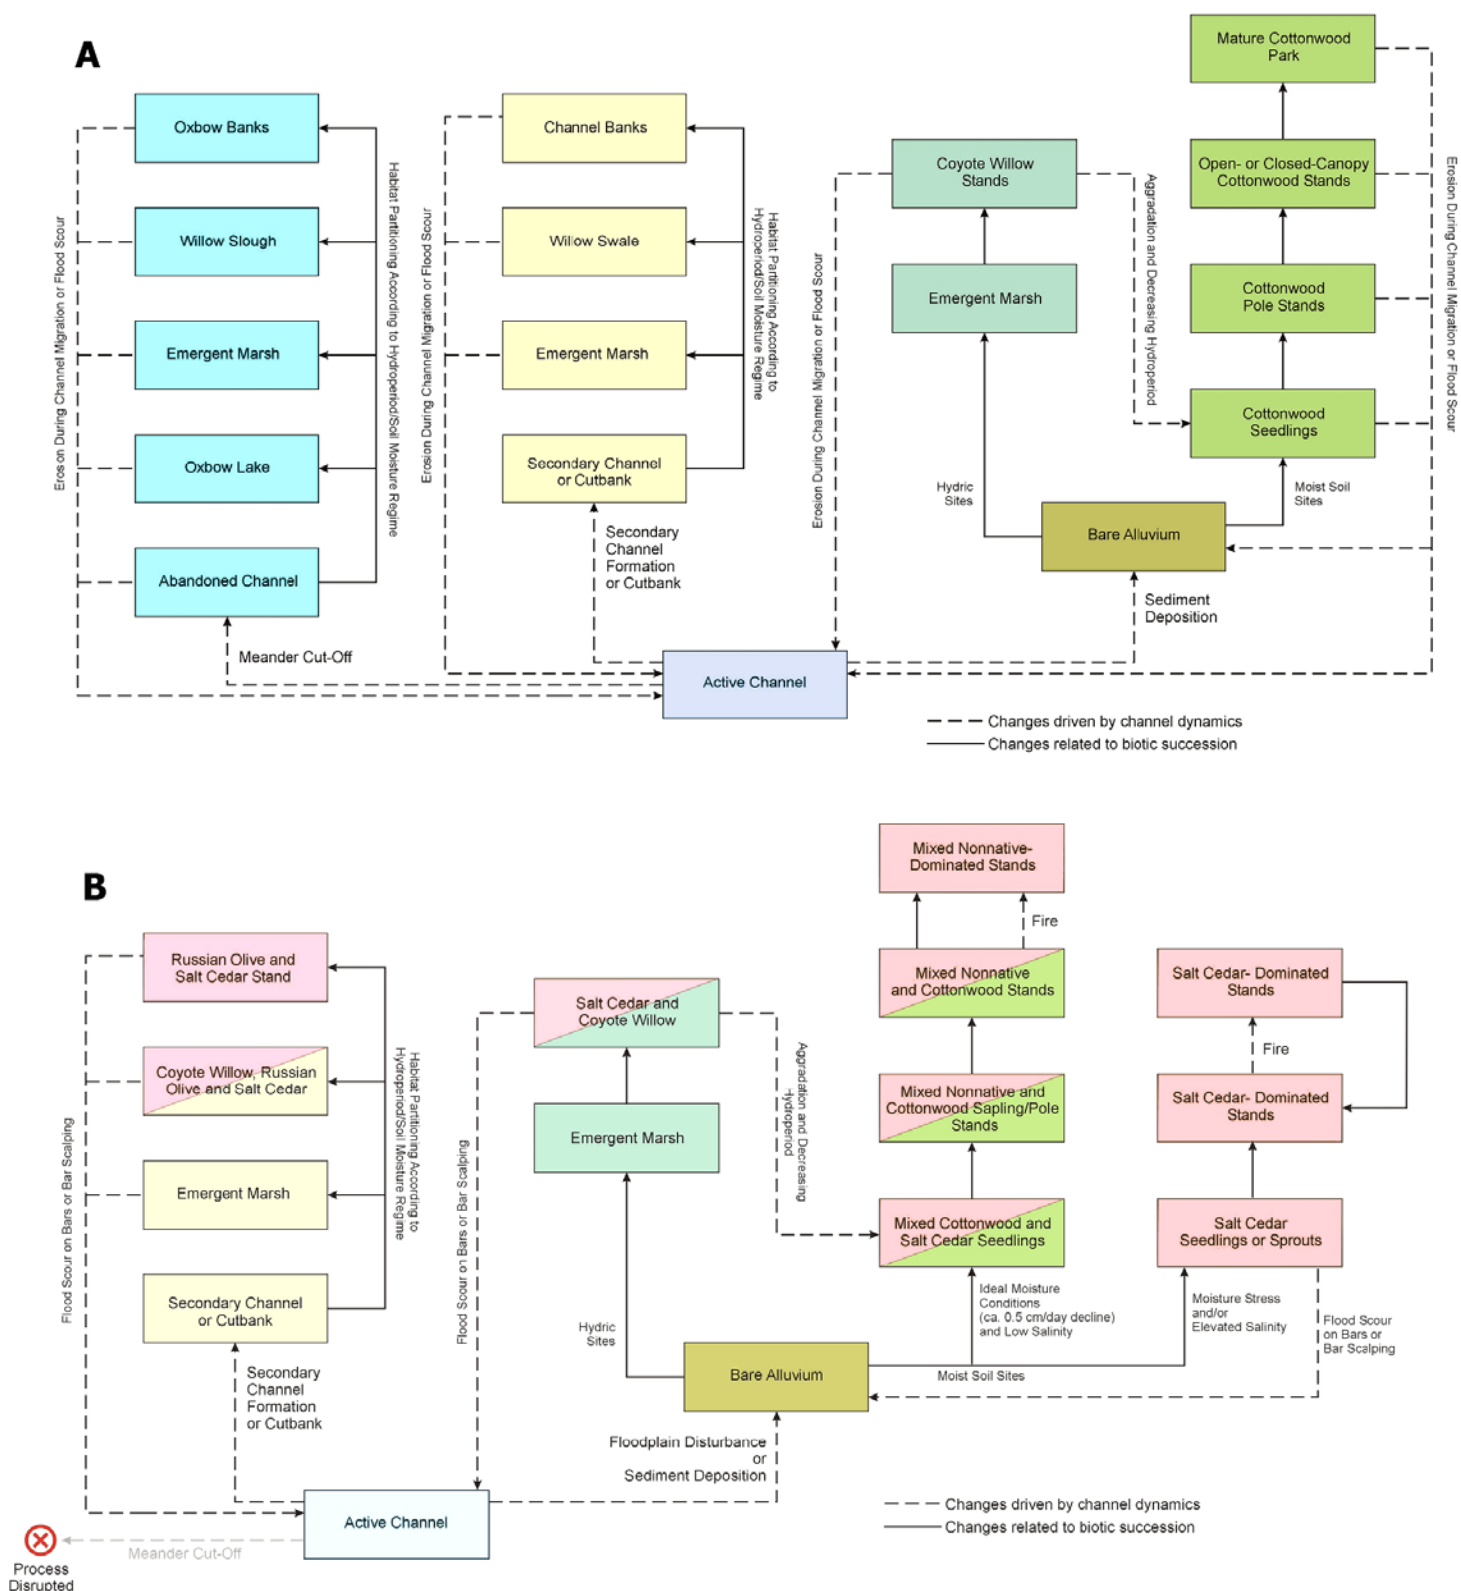 A
Mature Cottonwood
Park
Oxbow Banks
Channel Banks
Coyote Willow
Stands
Open- or Closed-Canopy
Cottonwood Stands
Willow Slough
Willow Swale
Emergent Marsh
Cottonwood
Pole Stands
Emergent Marsh
Emergent Marsh
Cottonwood
Seedlings
Oxbow Lake
Secondary Channel
or Cutbank
Hydric
Sites
Moist Soil
Sites
Bare Alluvium
Abandoned Channel
Secondary
Channel
Formation
or Cutbank
Sediment
Deposition
Meander Cut-Off
Active Channel
Erosion During Channel Migration or Flood Scour
Habitat Partitioning According to Hydroperiod/Soil Moisture Regime
Erosion During Channel Migration or Flood Scour
Habitat Partitioning According to
Hydroperiod/Soil Moisture Regime
Erosion During Channel Migration or Flood Scour
Aggradation and Decreasing Hydroperiod
Erosion During Channel Migration or Flood Scour
Changes driven by channel dynamics
Changes related to biotic succession
B
Mixed Nonnative-
Dominated Stands
Fire
Russian Olive and
Salt Cedar Stand
Salt Cedar and
Coyote Willow
Mixed Nonnative
and Cottonwood Stands
Salt Cedar- Dominated
Stands
Fire
Coyote Willow, Russian
Olive and Salt Cedar
Emergent Marsh
Mixed Nonnative and
Cottonwood Sapling/Pole
Stands
Salt Cedar- Dominated
Stands
Emergent Marsh
Mixed Cottonwood and
Salt Cedar Seedlings
Salt Cedar
Seedlings or Sprouts
Secondary Channel
or Cutbank
Hydric
Sites
Ideal Moisture
Conditions
(ca. 0.5 cm/day decline)
and Low Salinity
Moisture Stress
and/or
Elevated Salinity
Flood Scour
on Bars or
Bar Scalping
Bare Alluvium
Moist Soil Sites
Secondary
Channel
Formation
or Cutbank
Floodplain Disturbance
or
Sediment Deposition
Flood Scour on Bars or Bar Scalping
Habitat Partitioning According to
Hydroperiod/Soil Moisture Regime
Flood Scour on Bars or Bar Scalping
Aggradation and Decreasing
Hydroperiod
Active Channel
Meander Cut-Off
Process
Disrupted
Changes driven by channel dynamics
Changes related to biotic succession